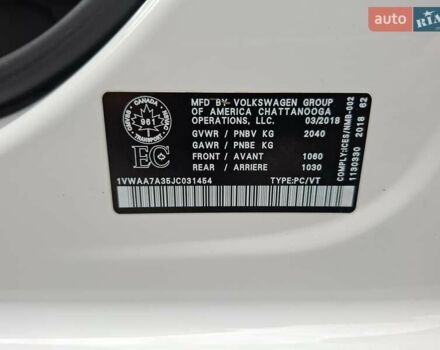 auto RIA
MFD BY VOLKSWAGEN GROUP
OF AMERICA CHATTANOOGA
OPERATIONS, LLC. 03/2018
GVWR / PNBV KG 2040
GAWR / PNBE KG
FRONT / AVANT 1060
REAR / ARRIERE 1030
CANADA
961
TRANSPORT
EC
1VWAA7A35JC031454 TYPE:PC/VT
COMPLY:ICES/NMB-002
1130330 2018 62